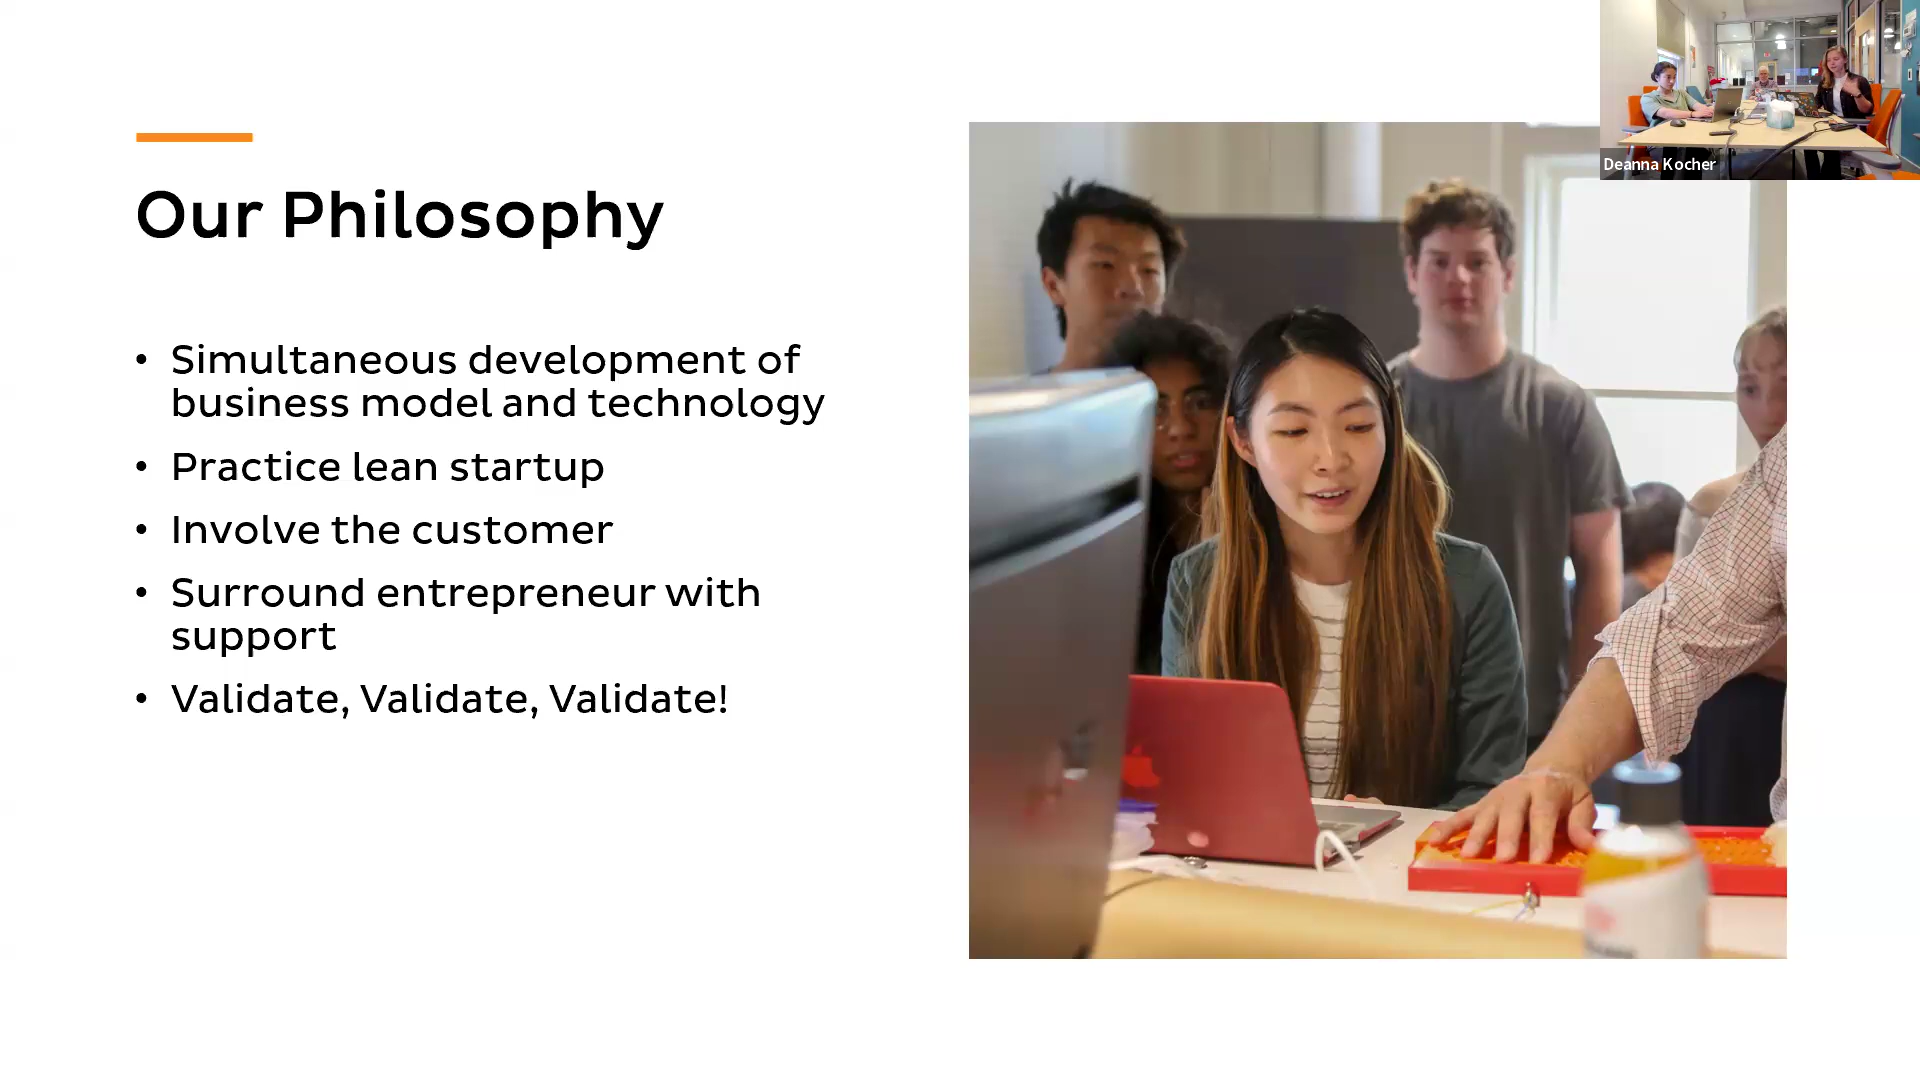 Deanna Kocher
Our Philosophy
• Simultaneous development of
business model and technology
• Practice lean startup
• Involve the customer
• Surround entrepreneur with
support
• Validate, Validate, Validate!